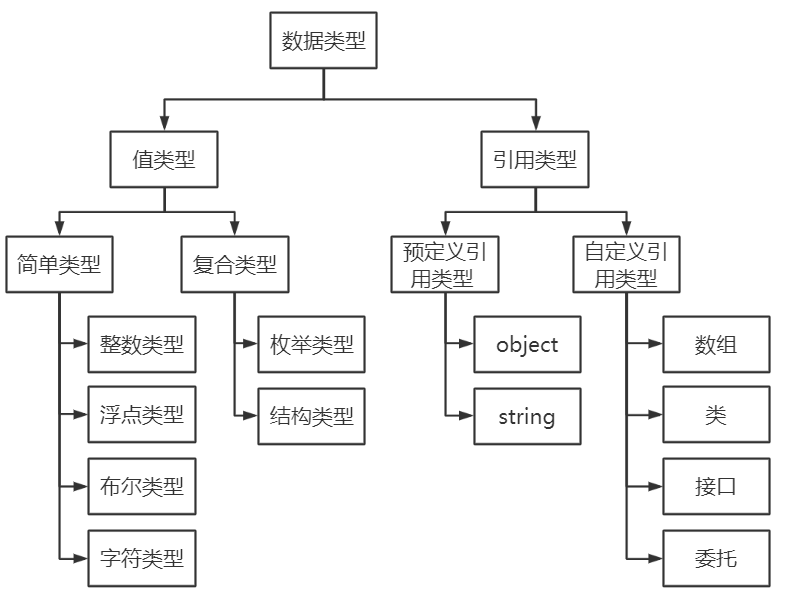 数据类型
值类型
引用类型
简单类型
复合类型
预定义引
用类型
自定义引
用类型
整数类型
枚举类型
object
数组
浮点类型
结构类型
string
类
布尔类型
接口
字符类型
委托